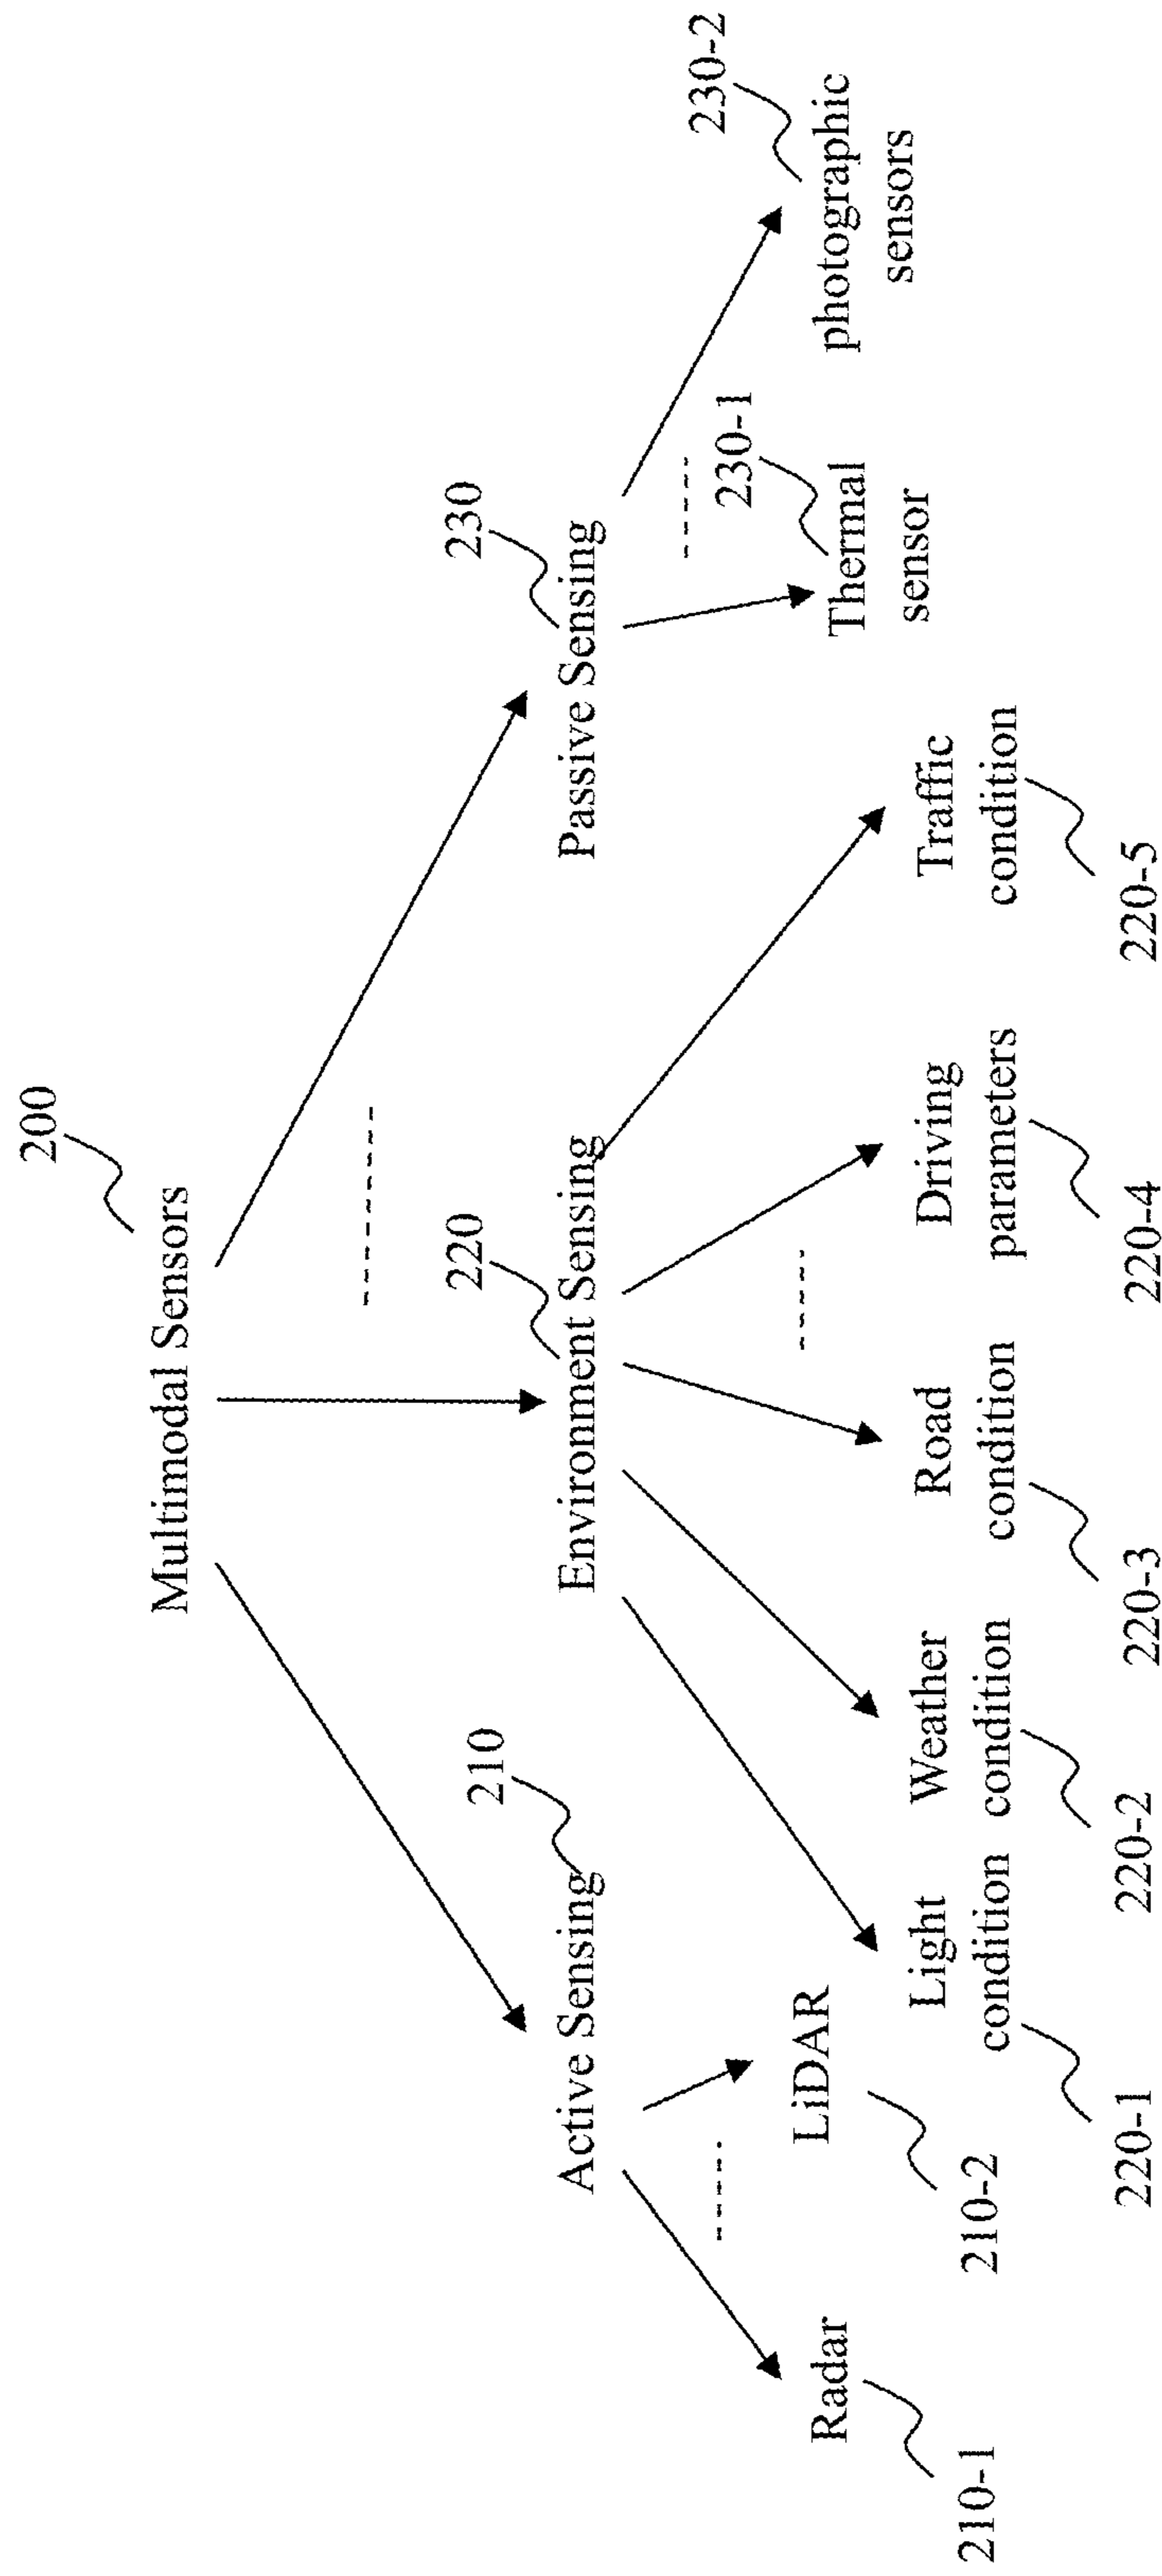 200
Multimodal Sensors
210
220
230
Active Sensing
Environment Sensing
Passive Sensing
230-1
230-2
Radar
LiDAR
Thermal
sensor
photographic
sensors
210-1
210-2
Light
condition
Weather
condition
Road
condition
Driving
parameters
Traffic
condition
220-1
220-2
220-3
220-4
220-5